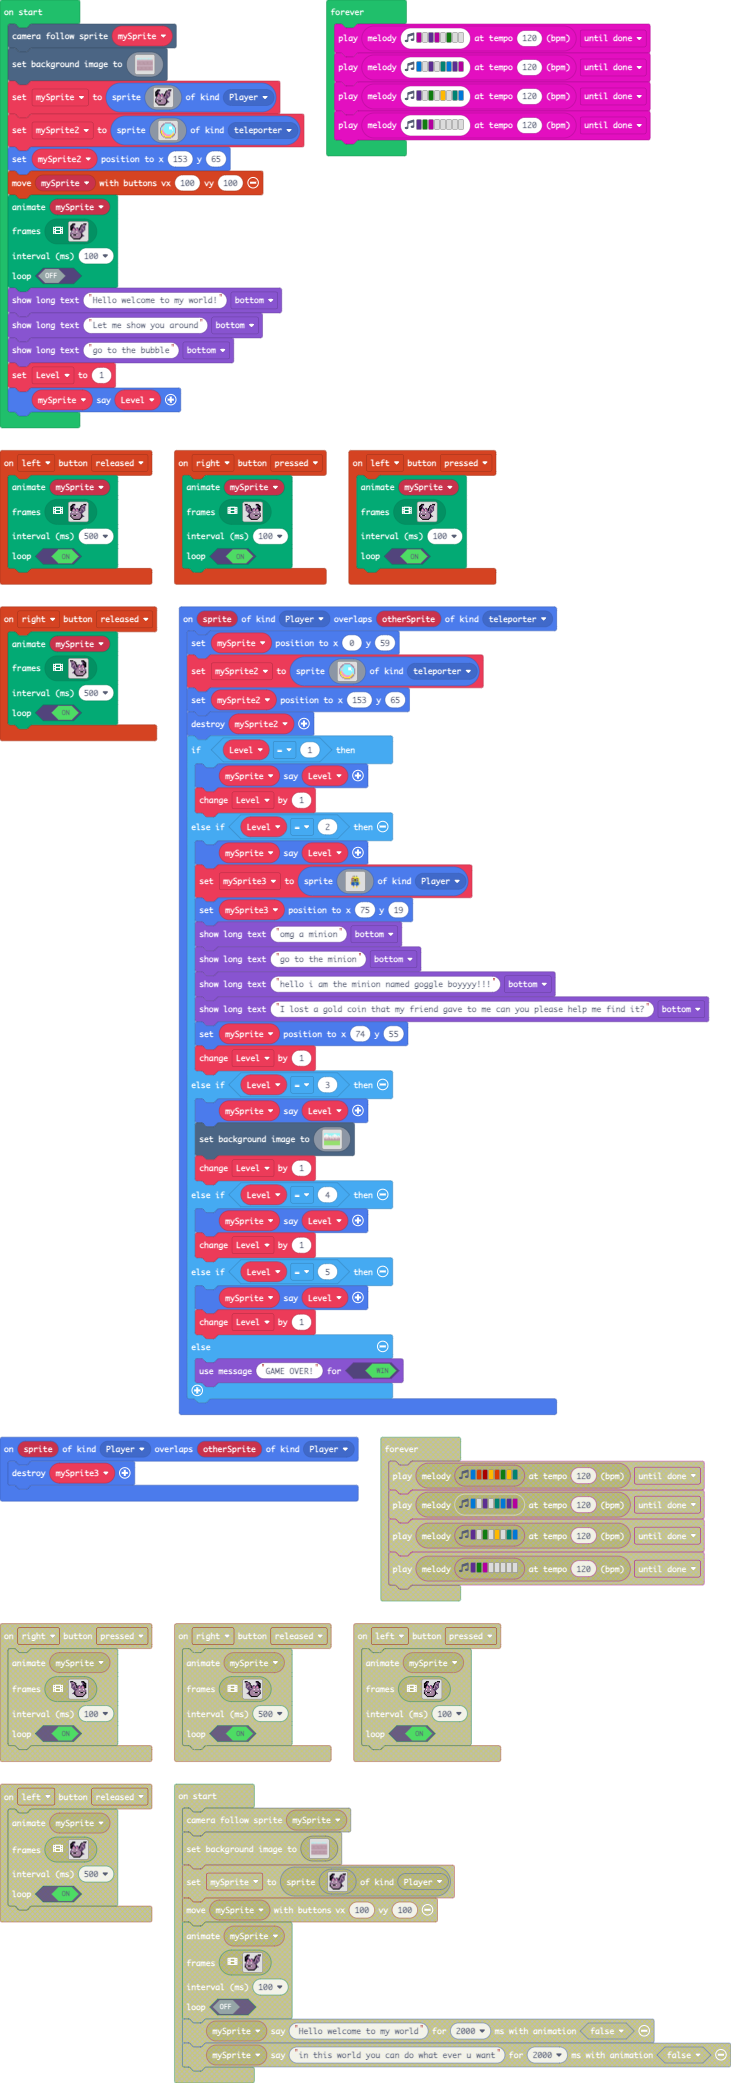 on start
camera follow sprite mySprite
set background image to
set mySprite to sprite of kind Player
set mySprite2 to sprite of kind teleporter
set mySprite2 position to x 153 y 65
move mySprite with buttons vx 100 vy 100
animate mySprite
frames
interval (ms) 100
loop OFF
show long text "Hello welcome to my world!" bottom
show long text "Let me show you around" bottom
show long text "go to the bubble" bottom
set Level to 1
mySprite say Level
forever
play melody at tempo 120 (bpm) until done
play melody at tempo 120 (bpm) until done
play melody at tempo 120 (bpm) until done
play melody at tempo 120 (bpm) until done
on left button released
animate mySprite
frames
interval (ms) 500
loop ON
on right button pressed
animate mySprite
frames
interval (ms) 100
loop ON
on left button pressed
animate mySprite
frames
interval (ms) 100
loop ON
on right button released
animate mySprite
frames
interval (ms) 500
loop ON
on sprite of kind Player overlaps otherSprite of kind teleporter
set mySprite position to x 0 y 59
set mySprite2 to sprite of kind teleporter
set mySprite2 position to x 153 y 65
destroy mySprite2
if Level = 1 then
mySprite say Level
change Level by 1
else if Level = 2 then
mySprite say Level
set mySprite3 to sprite of kind Player
set mySprite3 position to x 75 y 19
show long text "omg a minion" bottom
show long text "go to the minion" bottom
show long text "hello i am the minion named goggle boyyyy!!!" bottom
show long text "I lost a gold coin that my friend gave to me can you please help me find it?" bottom
set mySprite position to x 74 y 55
change Level by 1
else if Level = 3 then
mySprite say Level
set background image to
change Level by 1
else if Level = 4 then
mySprite say Level
change Level by 1
else if Level = 5 then
mySprite say Level
change Level by 1
else
use message "GAME OVER!" for WIN
on sprite of kind Player overlaps otherSprite of kind Player
destroy mySprite3
forever
play melody at tempo 120 (bpm) until done
play melody at tempo 120 (bpm) until done
play melody at tempo 120 (bpm) until done
play melody at tempo 120 (bpm) until done
on right button pressed
animate mySprite
frames
interval (ms) 100
loop ON
on right button released
animate mySprite
frames
interval (ms) 500
loop ON
on left button pressed
animate mySprite
frames
interval (ms) 100
loop ON
on left button released
animate mySprite
frames
interval (ms) 500
loop ON
on start
camera follow sprite mySprite
set background image to
set mySprite to sprite of kind Player
move mySprite with buttons vx 100 vy 100
animate mySprite
frames
interval (ms) 100
loop OFF
mySprite say "Hello welcome to my world" for 2000 ms with animation false
mySprite say "in this world you can do what ever u want" for 2000 ms with animation false